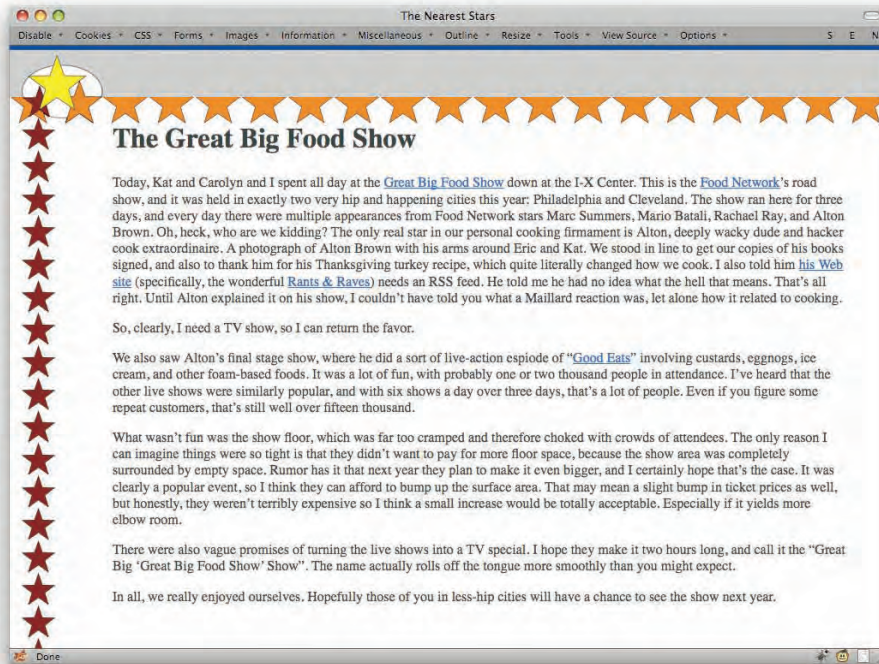 The Nearest Stars
Disable Cookies CSS Forms Images Information Miscellaneous Outline Resize Tools View Source Options S E N
The Great Big Food Show
Today, Kat and Carolyn and I spent all day at the Great Big Food Show down at the I-X Center. This is the Food Network’s road
show, and it was held in exactly two very hip and happening cities this year: Philadelphia and Cleveland. The show ran here for three
days, and every day there were multiple appearances from Food Network stars Marc Summers, Mario Batali, Rachael Ray, and Alton
Brown. Oh, heck, who are we kidding? The only real star in our personal cooking firmament is Alton, deeply wacky dude and hacker
cook extraordinaire. A photograph of Alton Brown with his arms around Eric and Kat. We stood in line to get our copies of his books
signed, and also to thank him for his Thanksgiving turkey recipe, which quite literally changed how we cook. I also told him his Web
site (specifically, the wonderful Rants & Raves) needs an RSS feed. He told me he had no idea what the hell that means. That’s all
right. Until Alton explained it on his show, I couldn’t have told you what a Maillard reaction was, let alone how it related to cooking.
So, clearly, I need a TV show, so I can return the favor.
We also saw Alton’s final stage show, where he did a sort of live-action espiode of “Good Eats” involving custards, eggnogs, ice
cream, and other foam-based foods. It was a lot of fun, with probably one or two thousand people in attendance. I’ve heard that the
other live shows were similarly popular, and with six shows a day over three days, that’s a lot of people. Even if you figure some
repeat customers, that’s still well over fifteen thousand.
What wasn’t fun was the show floor, which was far too cramped and therefore choked with crowds of attendees. The only reason I
can imagine things were so tight is that they didn’t want to pay for more floor space, because the show area was completely
surrounded by empty space. Rumor has it that next year they plan to make it even bigger, and I certainly hope that’s the case. It was
clearly a popular event, so I think they can afford to bump up the surface area. That may mean a slight bump in ticket prices as well,
but honestly, they weren’t terribly expensive so I think a small increase would be totally acceptable. Especially if it yields more
elbow room.
There were also vague promises of turning the live shows into a TV special. I hope they make it two hours long, and call it the “Great
Big ‘Great Big Food Show’ Show”. The name actually rolls off the tongue more smoothly than you might expect.
In all, we really enjoyed ourselves. Hopefully those of you in less-hip cities will have a chance to see the show next year.
Done